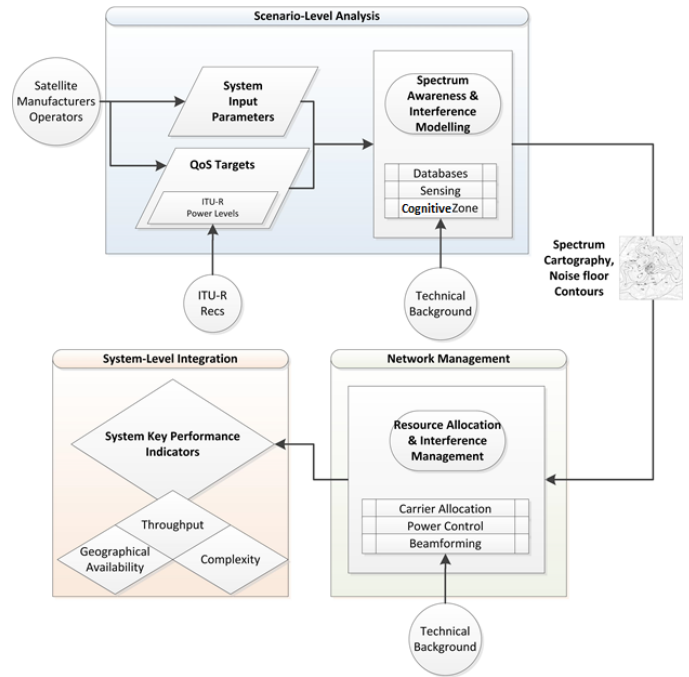 Scenario-Level Analysis
Satellite
Manufacturers
Operators
System
Input
Parameters
QoS Targets
ITU-R
Power Levels
Spectrum
Awareness &
Interference
Modelling
Databases
Sensing
CognitiveZone
ITU-R
Recs
Technical
Background
Spectrum
Cartography,
Noise floor
Contours
System-Level Integration
System Key Performance
Indicators
Throughput
Geographical
Availability
Complexity
Network Management
Resource Allocation
& Interference
Management
Carrier Allocation
Power Control
Beamforming
Technical
Background